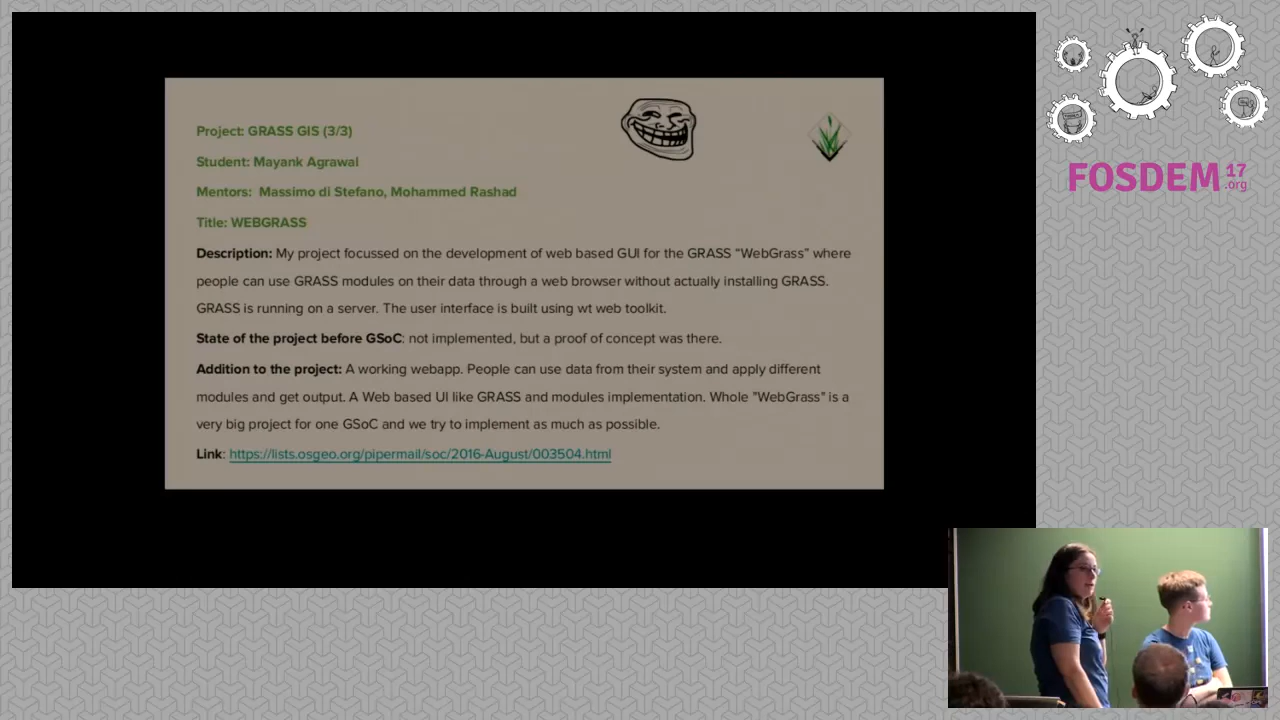 Project: GRASS GIS (3/3)
Student: Mayank Agrawal
Mentors:  Massimo di Stefano, Mohammed Rashad
Title: WEBGRASS
Description: My project focussed on the development of web based GUI for the GRASS “WebGrass” where
people can use GRASS modules on their data through a web browser without actually installing GRASS.
GRASS is running on a server. The user interface is built using wt web toolkit.
State of the project before GSoC: not implemented, but a proof of concept was there.
Addition to the project: A working webapp. People can use data from their system and apply different
modules and get output. A Web based UI like GRASS and modules implementation. Whole "WebGrass" is a
very big project for one GSoC and we try to implement as much as possible.
Link: https://lists.osgeo.org/pipermail/soc/2016-August/003504.html
FOSDEM 17
.org